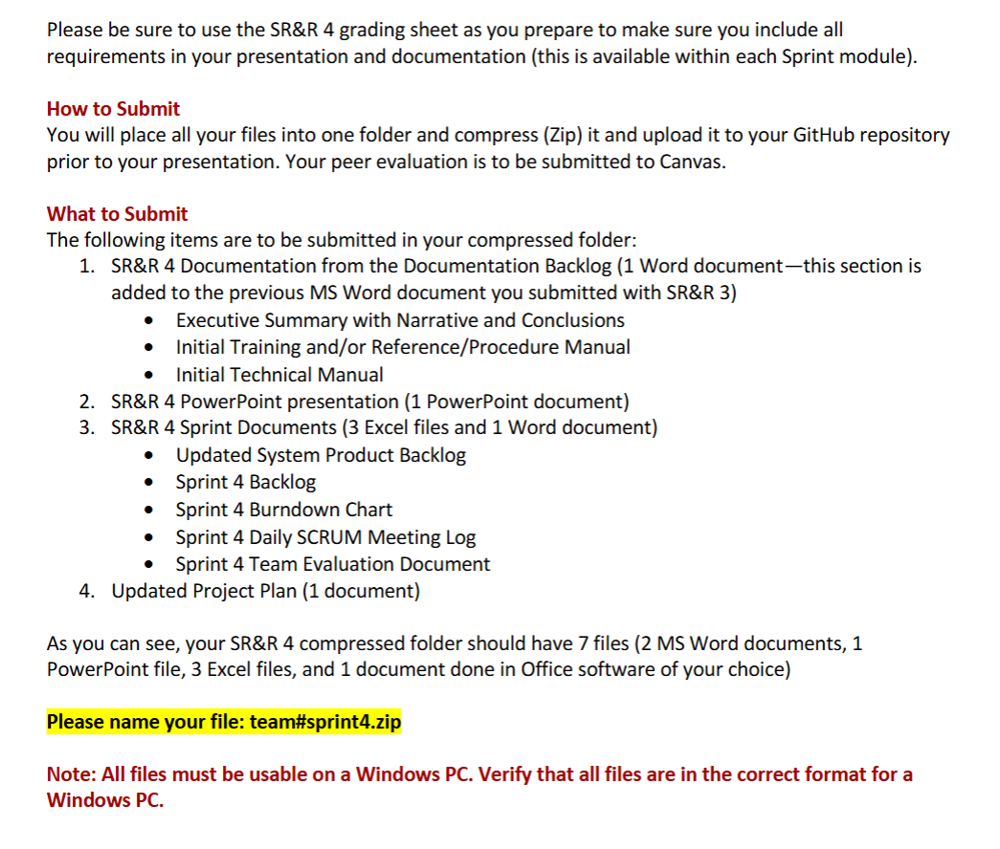 Please be sure to use the SR&R 4 grading sheet as you prepare to make sure you include all
requirements in your presentation and documentation (this is available within each Sprint module).
How to Submit
You will place all your files into one folder and compress (Zip) it and upload it to your GitHub repository
prior to your presentation. Your peer evaluation is to be submitted to Canvas.
What to Submit
The following items are to be submitted in your compressed folder:
1. SR&R 4 Documentation from the Documentation Backlog (1 Word document—this section is
added to the previous MS Word document you submitted with SR&R 3)
• Executive Summary with Narrative and Conclusions
• Initial Training and/or Reference/Procedure Manual
• Initial Technical Manual
2. SR&R 4 PowerPoint presentation (1 PowerPoint document)
3. SR&R 4 Sprint Documents (3 Excel files and 1 Word document)
• Updated System Product Backlog
• Sprint 4 Backlog
• Sprint 4 Burndown Chart
• Sprint 4 Daily SCRUM Meeting Log
• Sprint 4 Team Evaluation Document
4. Updated Project Plan (1 document)
As you can see, your SR&R 4 compressed folder should have 7 files (2 MS Word documents, 1
PowerPoint file, 3 Excel files, and 1 document done in Office software of your choice)
Please name your file: team#sprint4.zip
Note: All files must be usable on a Windows PC. Verify that all files are in the correct format for a
Windows PC.